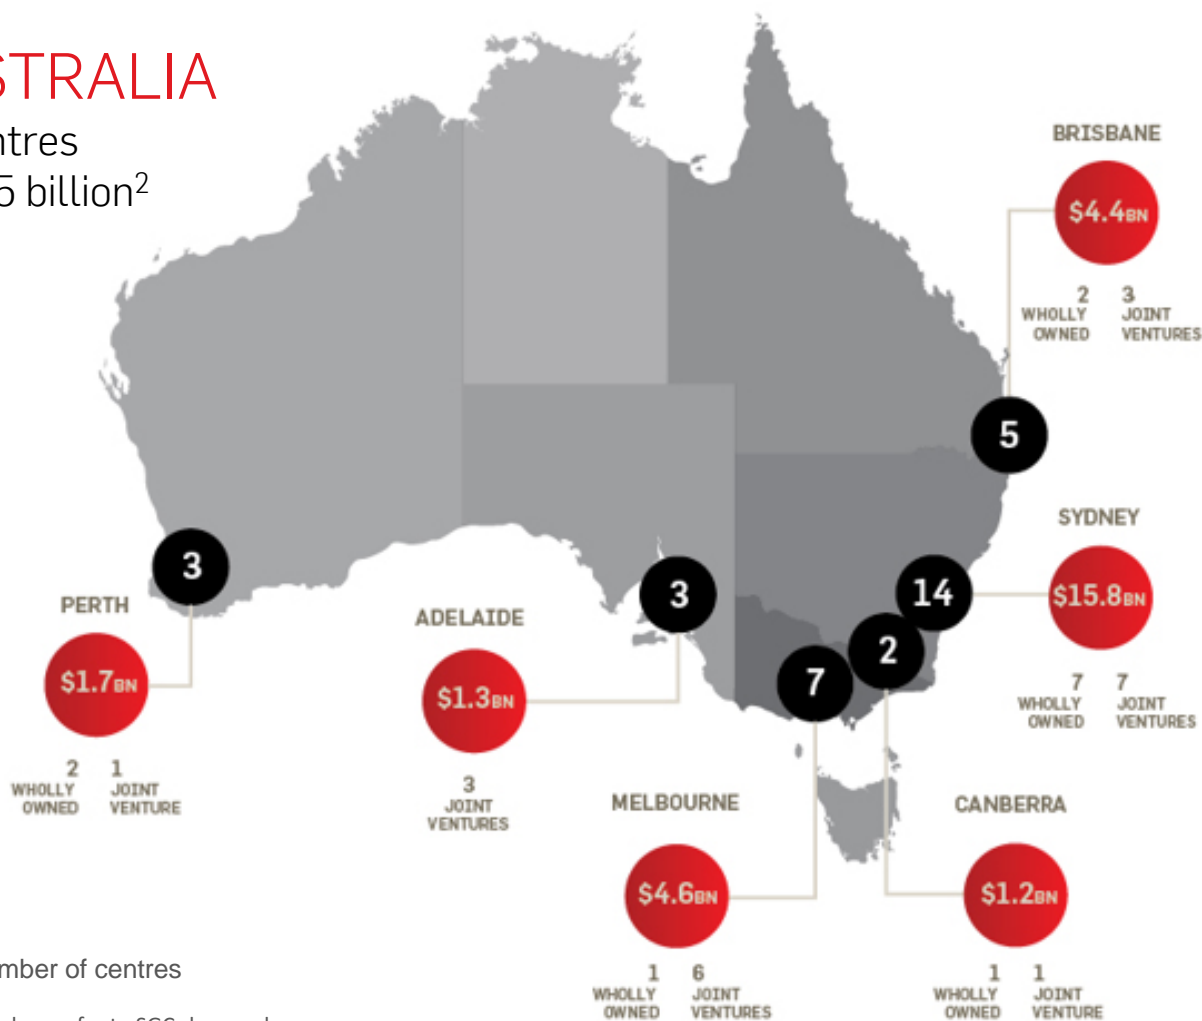 STRALIA
ntres
5 billion2
BRISBANE
$4.4BN
2 3
WHOLLY JOINT
OWNED VENTURES
5
SYDNEY
$15.8BN
7 7
WHOLLY JOINT
OWNED VENTURES
14
3
PERTH
$1.7BN
2 1
WHOLLY JOINT
OWNED VENTURE
3
ADELAIDE
$1.3BN
3
JOINT
VENTURES
7
MELBOURNE
$4.6BN
1 6
WHOLLY JOINT
OWNED VENTURES
2
CANBERRA
$1.2BN
1 1
WHOLLY JOINT
OWNED VENTURE
mber of centres